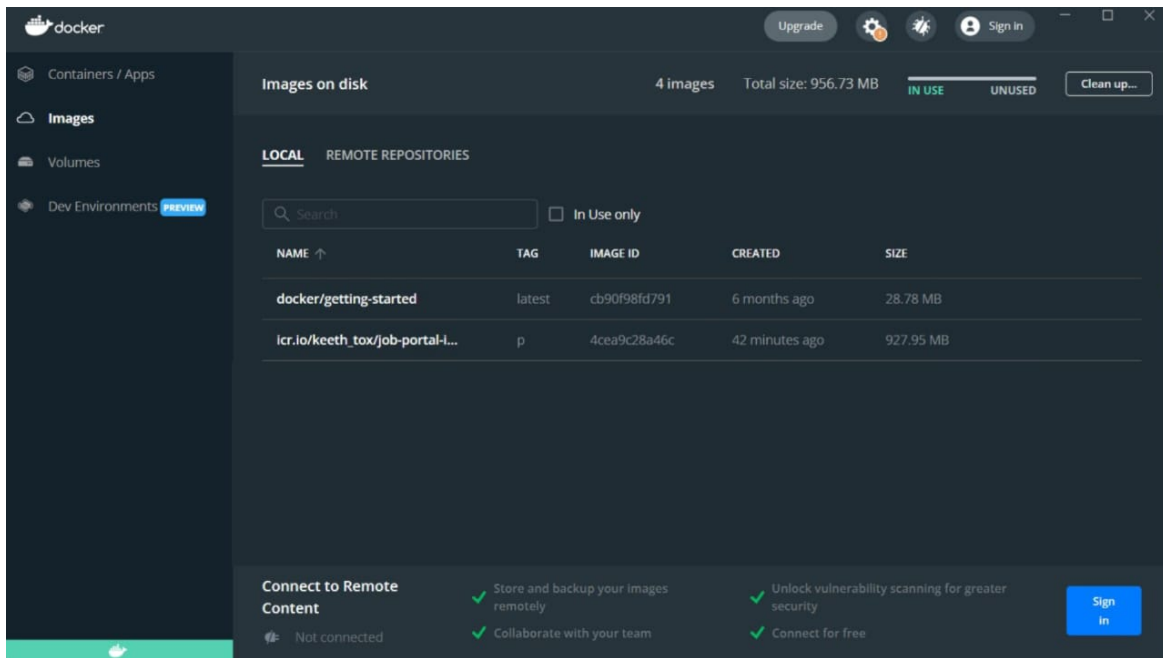 docker
Upgrade
Sign in
Containers / Apps
Images
Volumes
Dev Environments PREVIEW
Images on disk
4 images
Total size: 956.73 MB
IN USE
UNUSED
Clean up...
LOCAL
REMOTE REPOSITORIES
Search
In Use only
NAME TAG IMAGE ID CREATED SIZE
docker/getting-started latest cb90f98fd791 6 months ago 28.78 MB
icr.io/keeth_tox/job-portal-i... p 4cea9c28a46c 42 minutes ago 927.95 MB
Connect to Remote
Content
Not connected
Store and backup your images
remotely
Collaborate with your team
Unlock vulnerability scanning for greater
security
Connect for free
Sign
in